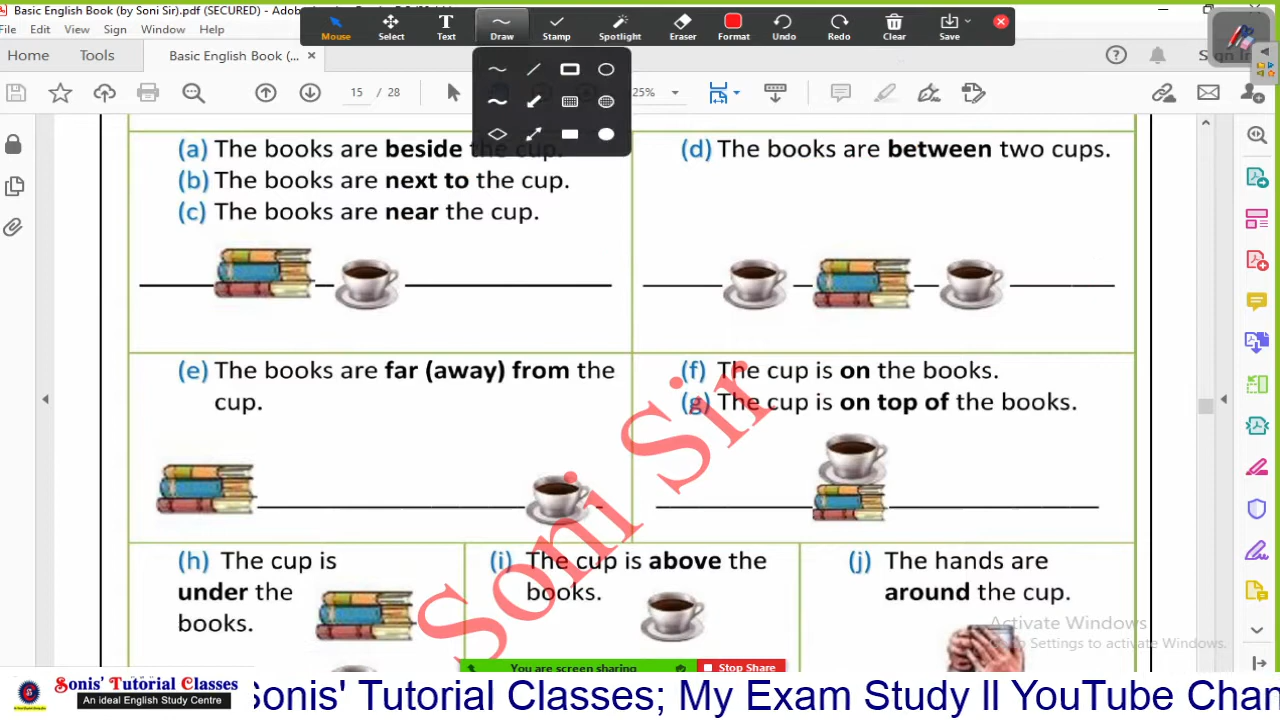 Basic English Book (by Soni Sir).pdf (SECURED) - Adobe
File Edit View Sign Window Help
Mouse Select Text Draw Stamp Spotlight Eraser Format Undo Redo Clear Save
Home Tools Basic English Book (... ×
Sign In
15 / 28
25%
(a) The books are beside the cup.
(b) The books are next to the cup.
(c) The books are near the cup.
(d) The books are between two cups.
(e) The books are far (away) from the
cup.
(f) The cup is on the books.
(g) The cup is on top of the books.
(h) The cup is
under the
books.
(i) The cup is above the
books.
(j) The hands are
around the cup.
Soni Sir
Activate Windows
Settings to activate Windows.
You are screen sharing Stop Share
Sonis' Tutorial Classes
An ideal English Study Centre
Sonis' Tutorial Classes; My Exam Study ll YouTube Chan